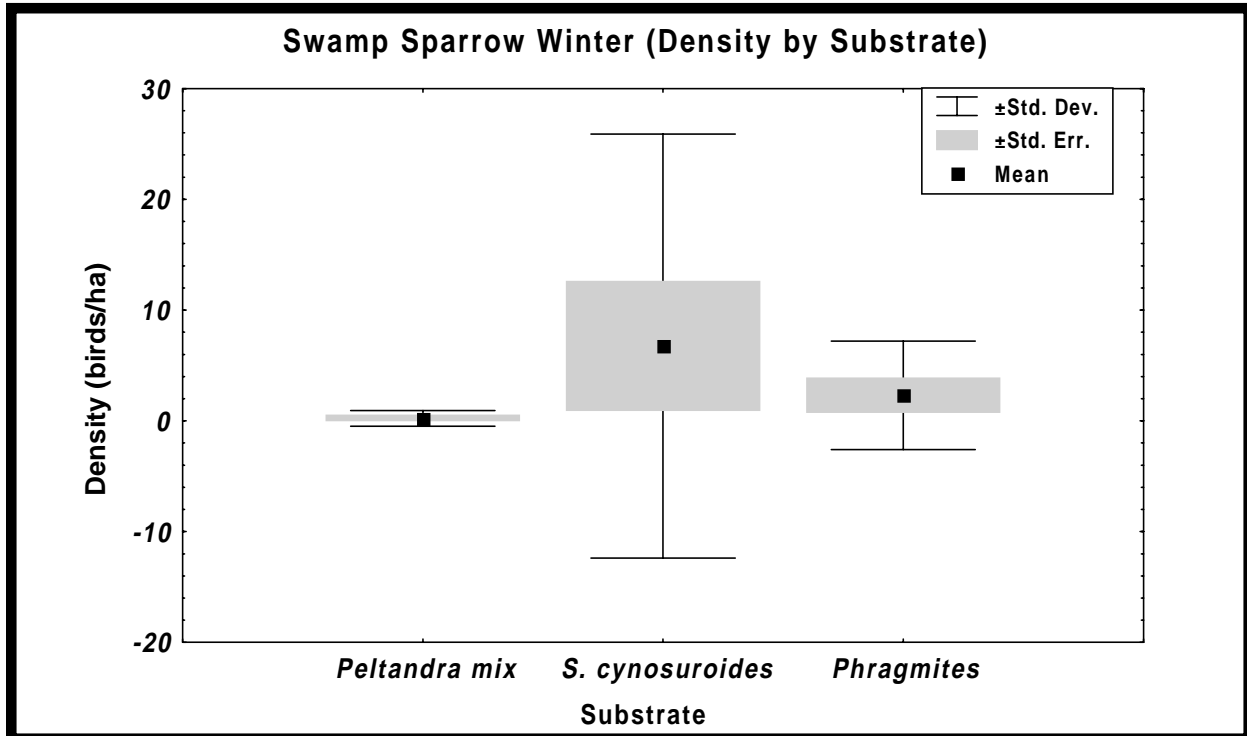 Swamp Sparrow Winter (Density by Substrate)
±Std. Dev.
±Std. Err.
Mean
30
20
10
0
-10
-20
Density (birds/ha)
Peltandra mix S. cynosuroides Phragmites
Substrate